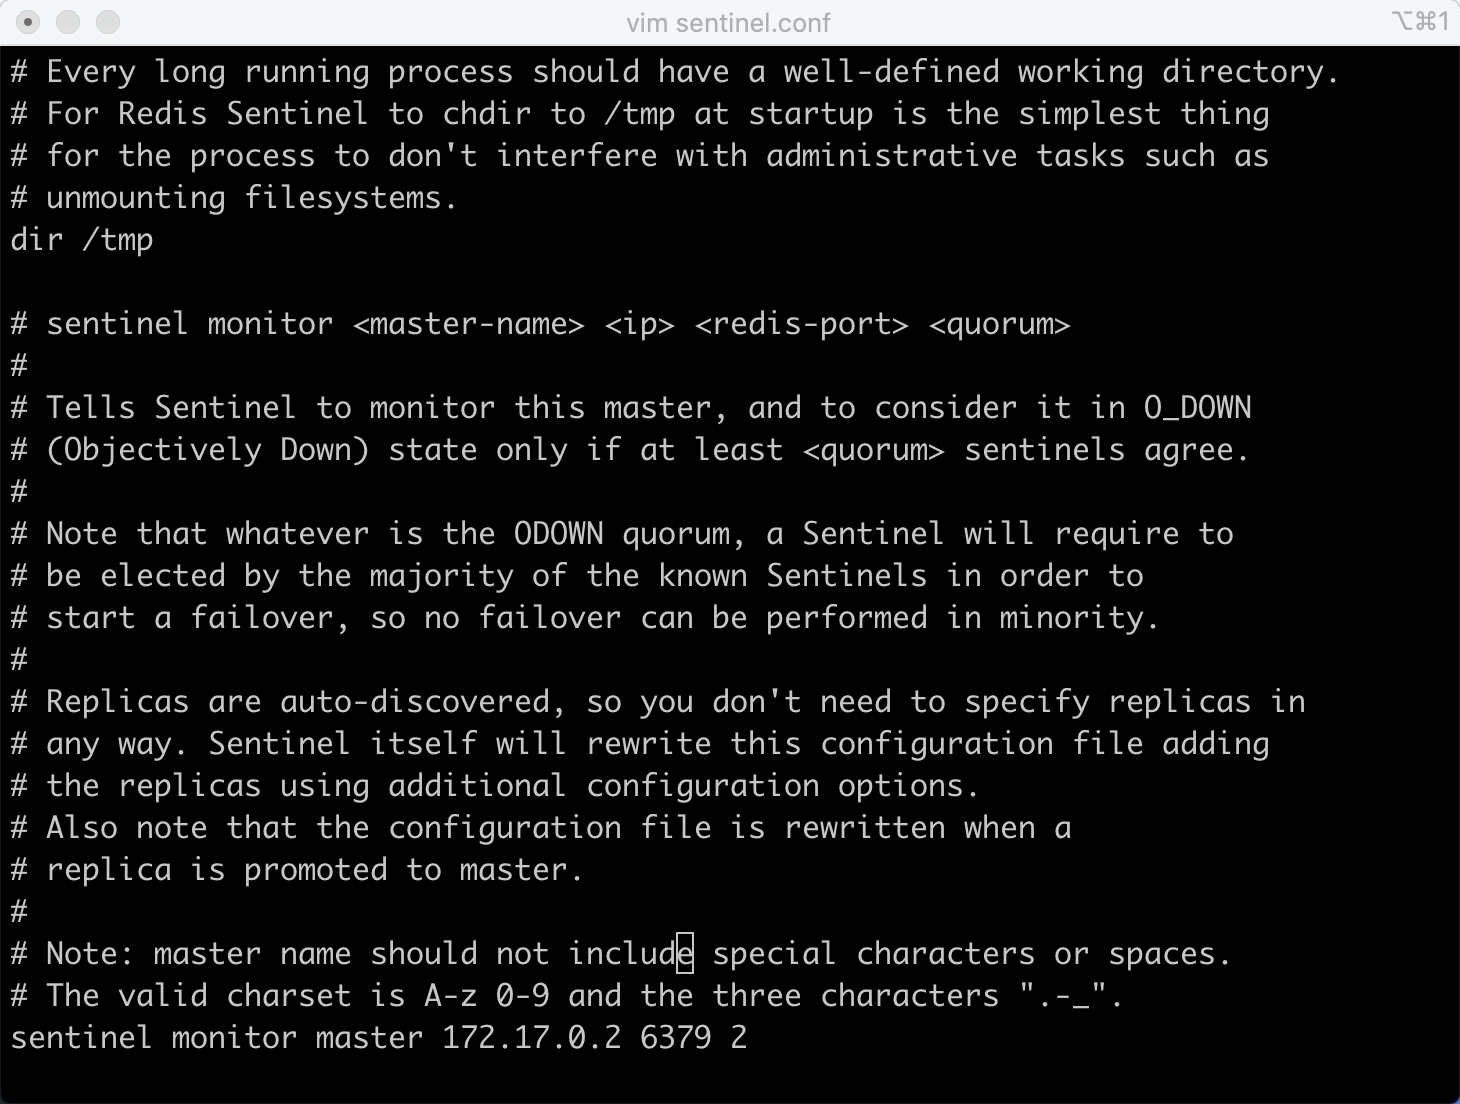 vim sentinel.conf
⌥⌘1
# Every long running process should have a well-defined working directory.
# For Redis Sentinel to chdir to /tmp at startup is the simplest thing
# for the process to don't interfere with administrative tasks such as
# unmounting filesystems.
dir /tmp
# sentinel monitor <master-name> <ip> <redis-port> <quorum>
#
# Tells Sentinel to monitor this master, and to consider it in O_DOWN
# (Objectively Down) state only if at least <quorum> sentinels agree.
#
# Note that whatever is the ODOWN quorum, a Sentinel will require to
# be elected by the majority of the known Sentinels in order to
# start a failover, so no failover can be performed in minority.
#
# Replicas are auto-discovered, so you don't need to specify replicas in
# any way. Sentinel itself will rewrite this configuration file adding
# the replicas using additional configuration options.
# Also note that the configuration file is rewritten when a
# replica is promoted to master.
#
# Note: master name should not include special characters or spaces.
# The valid charset is A-z 0-9 and the three characters ".-_".
sentinel monitor master 172.17.0.2 6379 2